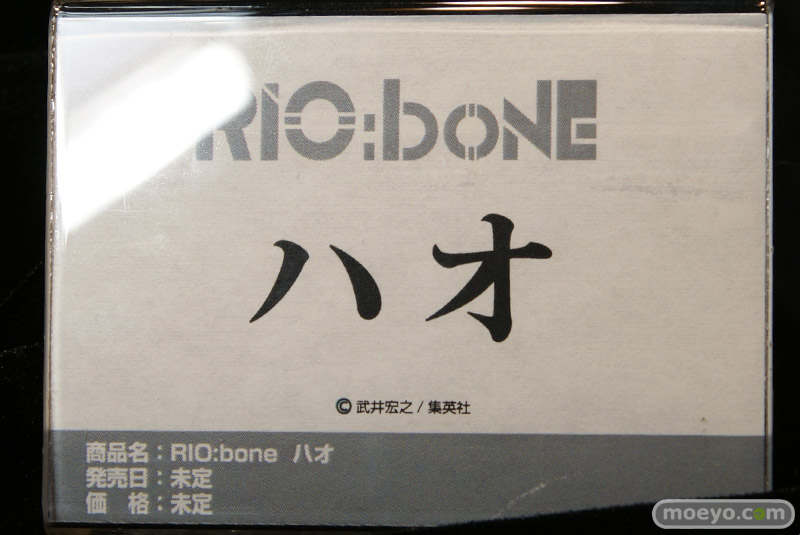 RIO:boNE
ハオ
© 武井宏之 / 集英社
商品名：RIO:bone ハオ
発売日：未定
価　格：未定
moeyo.com